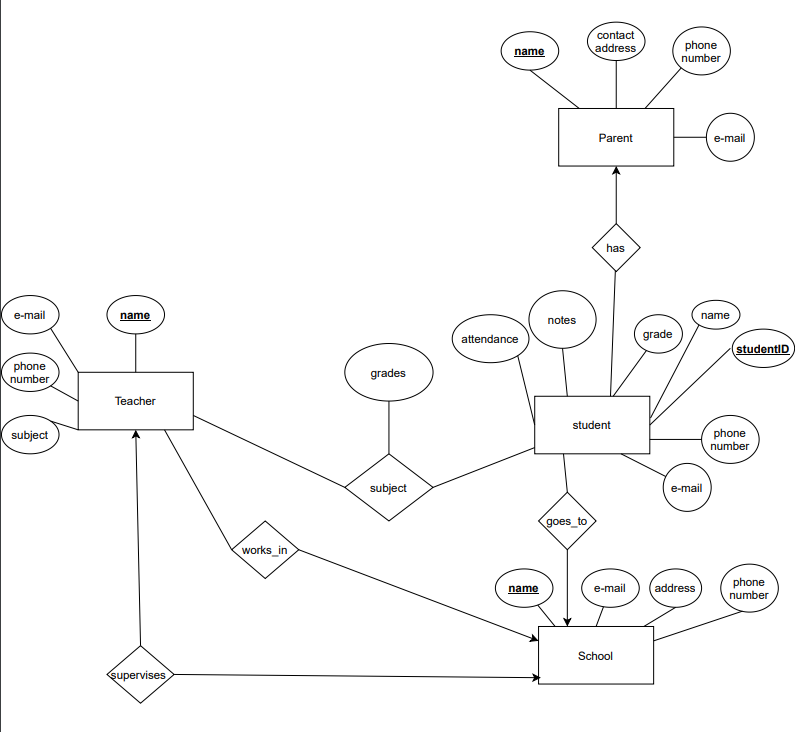 name
contact
address
phone
number
Parent
e-mail
has
e-mail
name
phone
number
Teacher
subject
grades
attendance
notes
grade
name
studentID
student
phone
number
e-mail
subject
goes_to
works_in
name
e-mail
address
phone
number
School
supervises